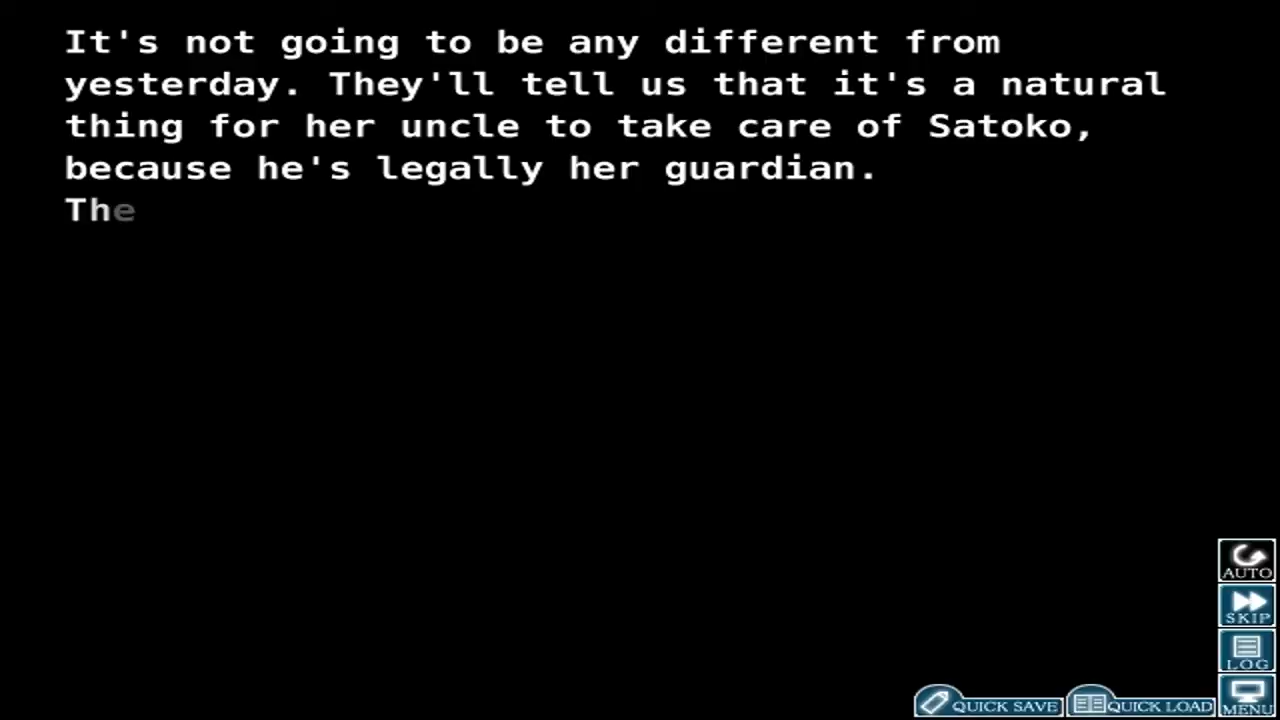 It's not going to be any different from
yesterday. They'll tell us that it's a natural
thing for her uncle to take care of Satoko,
because he's legally her guardian.
The
AUTO
SKIP
LOG
QUICK SAVE
QUICK LOAD
MENU